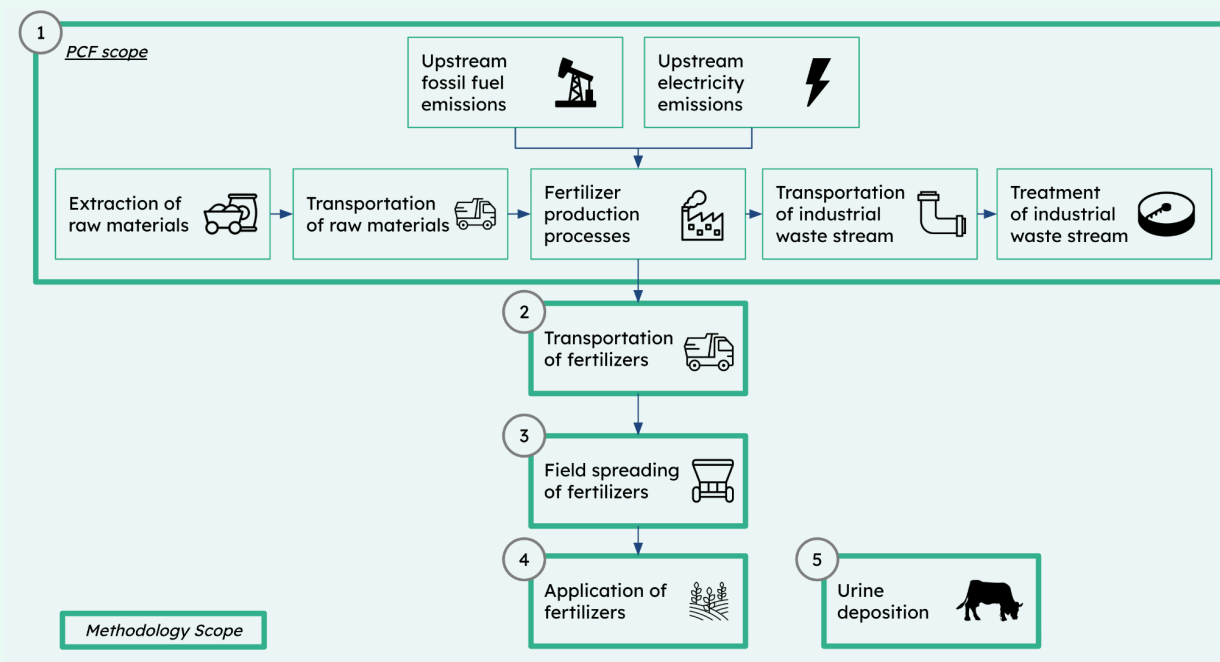 1
PCF scope
Upstream
fossil fuel
emissions
Upstream
electricity
emissions
Extraction of
raw materials
Transportation
of raw materials
Fertilizer
production
processes
Transportation
of industrial
waste stream
Treatment
of industrial
waste stream
2
Transportation
of fertilizers
3
Field spreading
of fertilizers
4
Application of
fertilizers
5
Urine
deposition
Methodology Scope